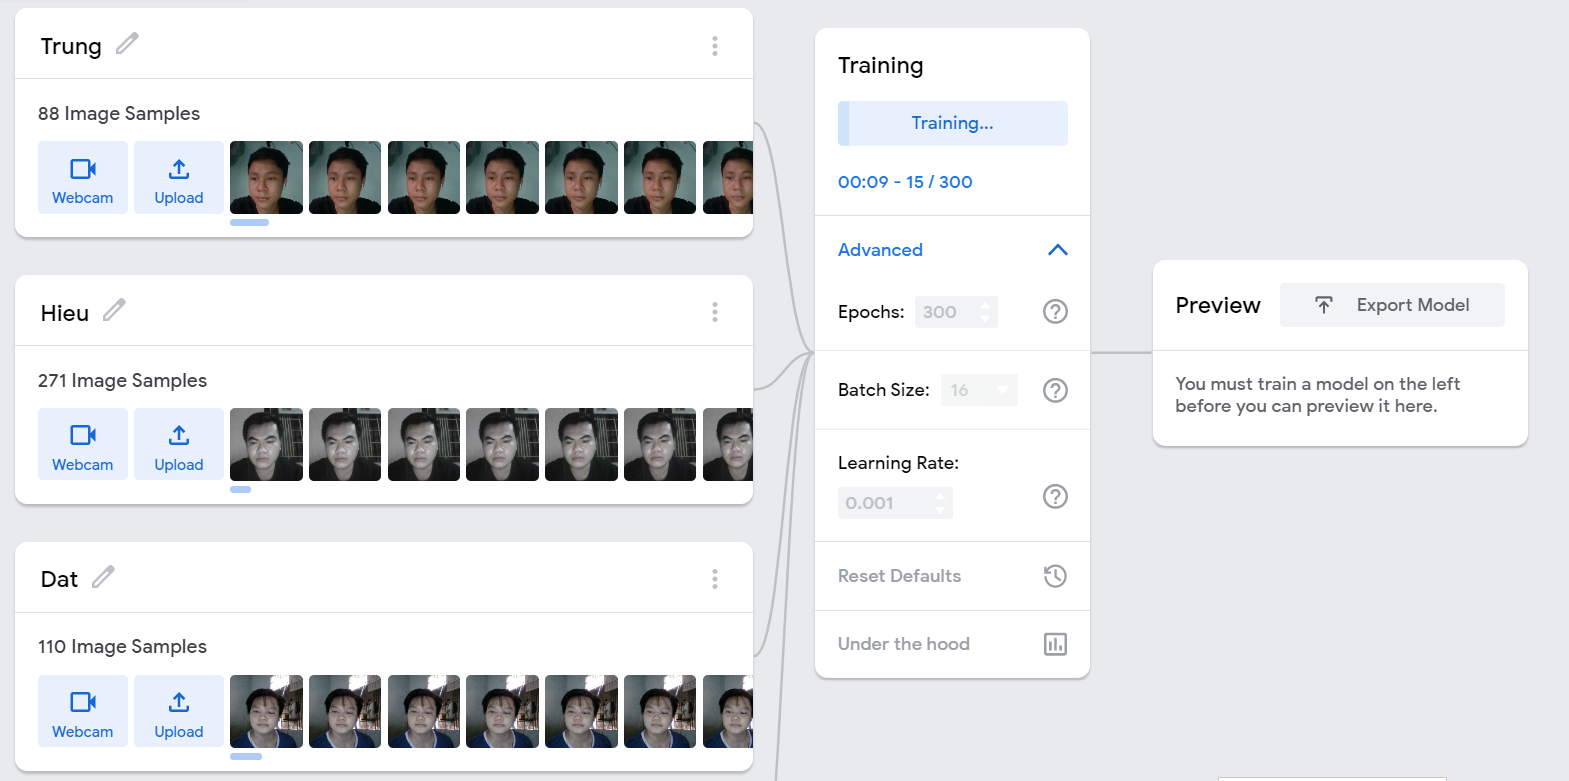 Trung
88 Image Samples
Webcam
Upload
Hieu
271 Image Samples
Webcam
Upload
Dat
110 Image Samples
Webcam
Upload
Training
Training...
00:09 - 15 / 300
Advanced
Epochs: 300
Batch Size: 16
Learning Rate:
0.001
Reset Defaults
Under the hood
Preview
Export Model
You must train a model on the left
before you can preview it here.